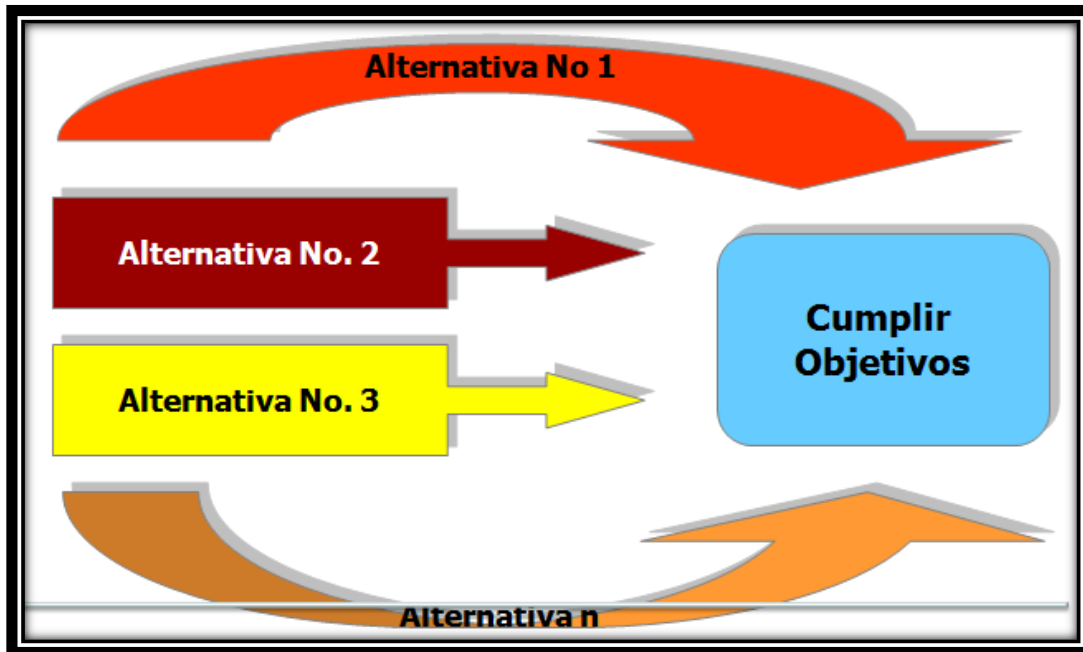 Alternativa No 1
Alternativa No. 2
Alternativa No. 3
Cumplir
Objetivos
Alternativa n